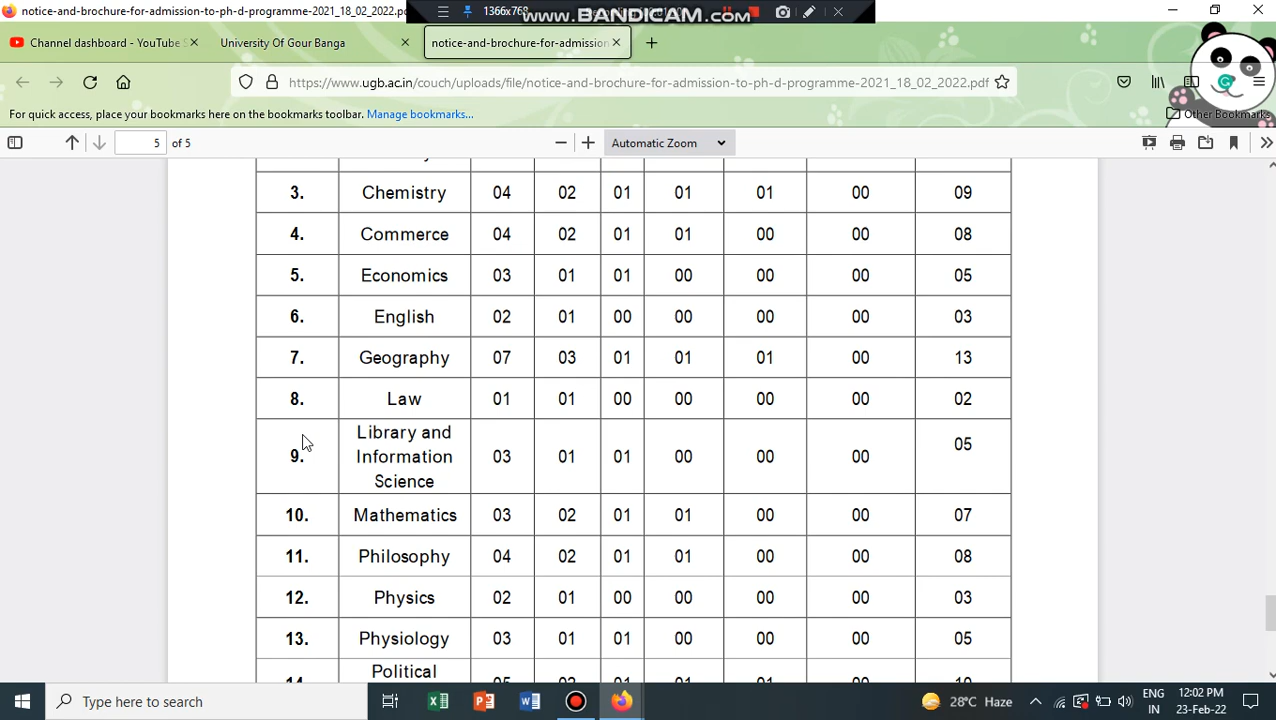 notice-and-brochure-for-admission-to-ph-d-programme-2021_18_02_2022.pd
1366x768
www.BANDICAM.com
Channel dashboard - YouTube
University Of Gour Banga
notice-and-brochure-for-admission
https://www.ugb.ac.in/couch/uploads/file/notice-and-brochure-for-admission-to-ph-d-programme-2021_18_02_2022.pdf
For quick access, place your bookmarks here on the bookmarks toolbar. Manage bookmarks...
Other Bookmarks
5 of 5
Automatic Zoom
3. Chemistry 04 02 01 01 01 00 09
4. Commerce 04 02 01 01 00 00 08
5. Economics 03 01 01 00 00 00 05
6. English 02 01 00 00 00 00 03
7. Geography 07 03 01 01 01 00 13
8. Law 01 01 00 00 00 00 02
9. Library and
Information
Science 03 01 01 00 00 00 05
10. Mathematics 03 02 01 01 00 00 07
11. Philosophy 04 02 01 01 00 00 08
12. Physics 02 01 00 00 00 00 03
13. Physiology 03 01 01 00 00 00 05
Political
Type here to search
28°C Haze
ENG
IN
12:02 PM
23-Feb-22